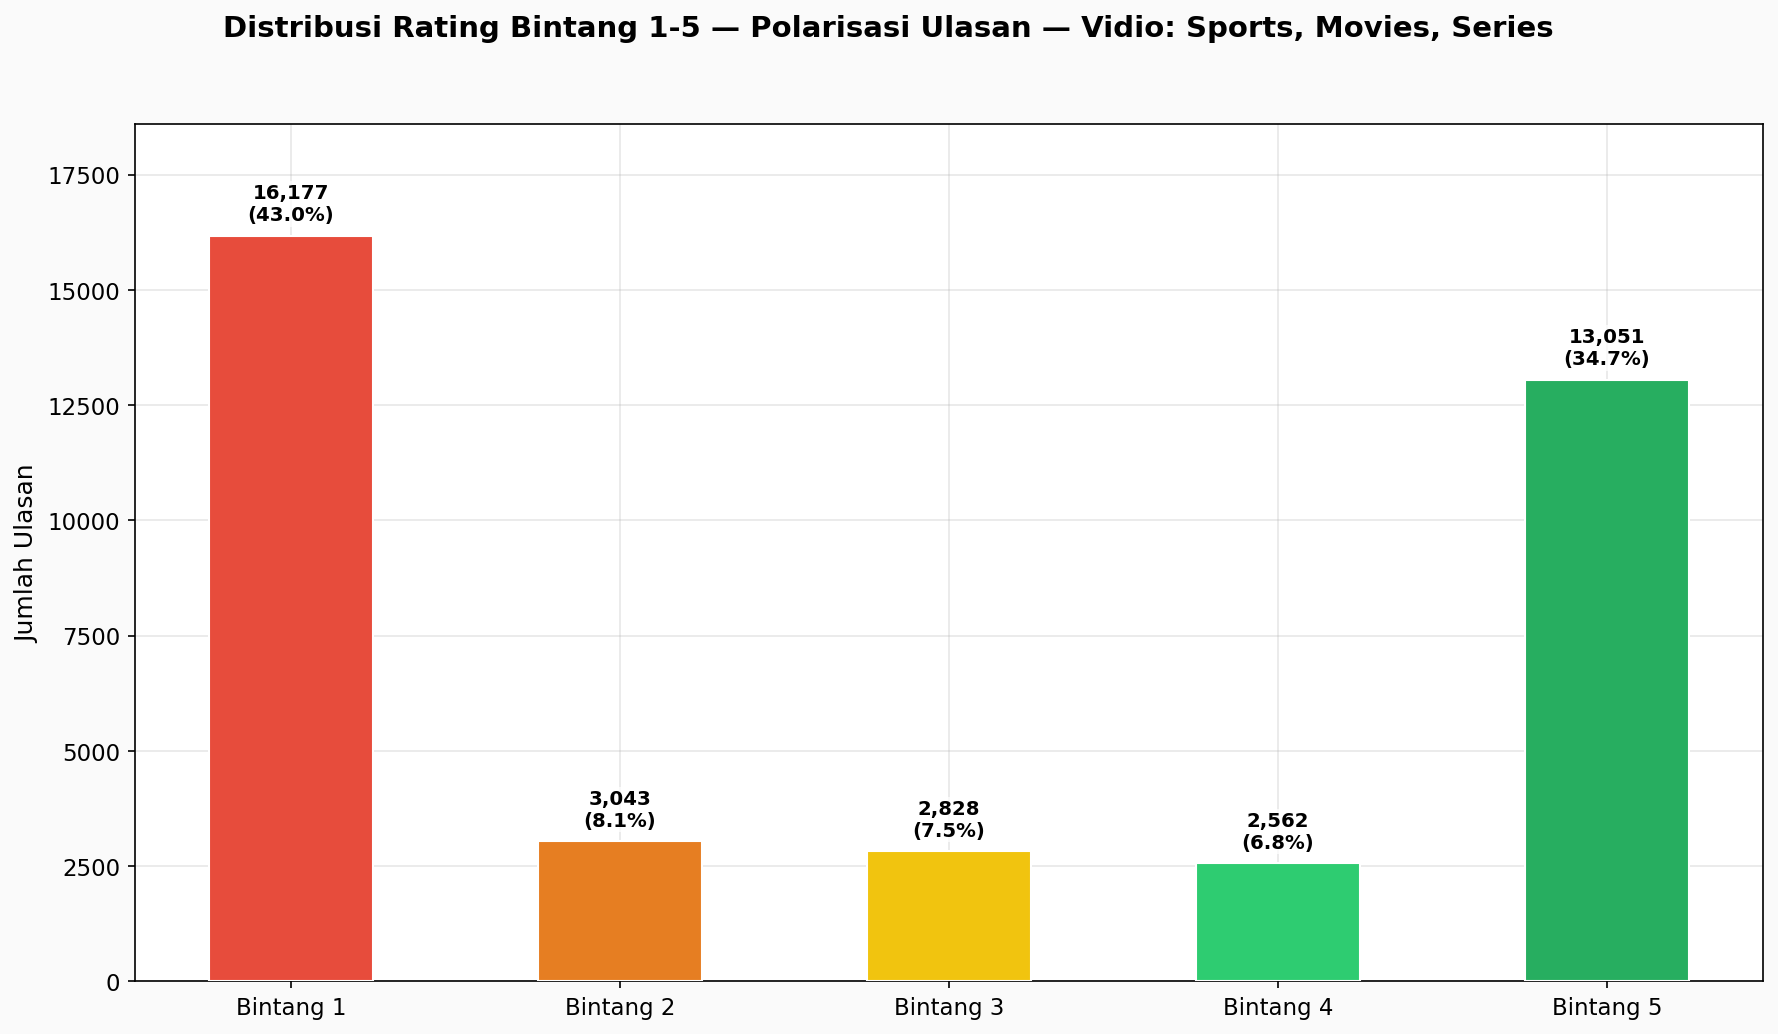 Distribusi Rating Bintang 1-5 — Polarisasi Ulasan — Vidio: Sports, Movies, Series
Jumlah Ulasan
17500
15000
12500
10000
7500
5000
2500
0
16,177
(43.0%)
3,043
(8.1%)
2,828
(7.5%)
2,562
(6.8%)
13,051
(34.7%)
Bintang 1
Bintang 2
Bintang 3
Bintang 4
Bintang 5